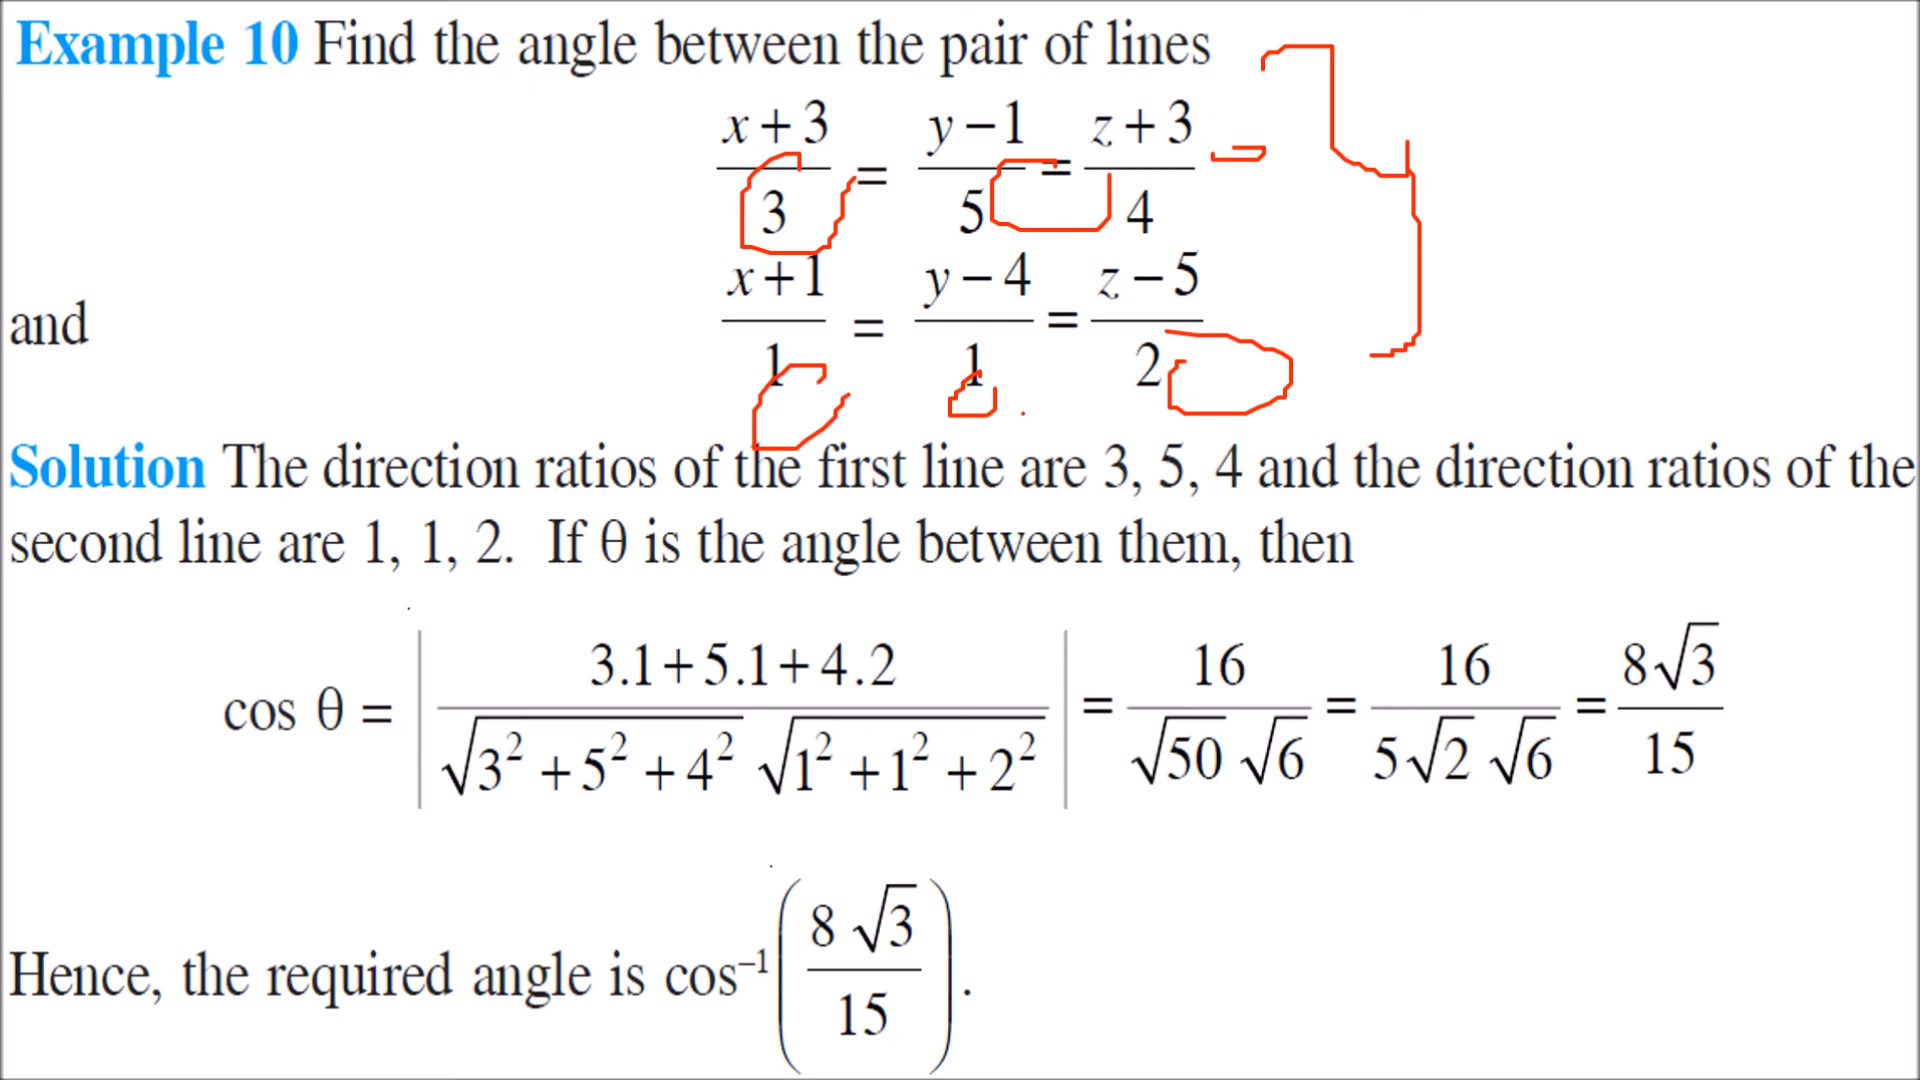 Example 10 Find the angle between the pair of lines
x + 3 / 3 = y − 1 / 5 = z + 3 / 4
and x + 1 / 1 = y − 4 / 1 = z − 5 / 2
Solution The direction ratios of the first line are 3, 5, 4 and the direction ratios of the
second line are 1, 1, 2. If θ is the angle between them, then
cos θ = | 3.1 + 5.1 + 4.2 / √(3² + 5² + 4²) √(1² + 1² + 2²) | = 16 / √50 √6 = 16 / 5√2 √6 = 8√3 / 15
Hence, the required angle is cos⁻¹ ( 8 √3 / 15 ) .